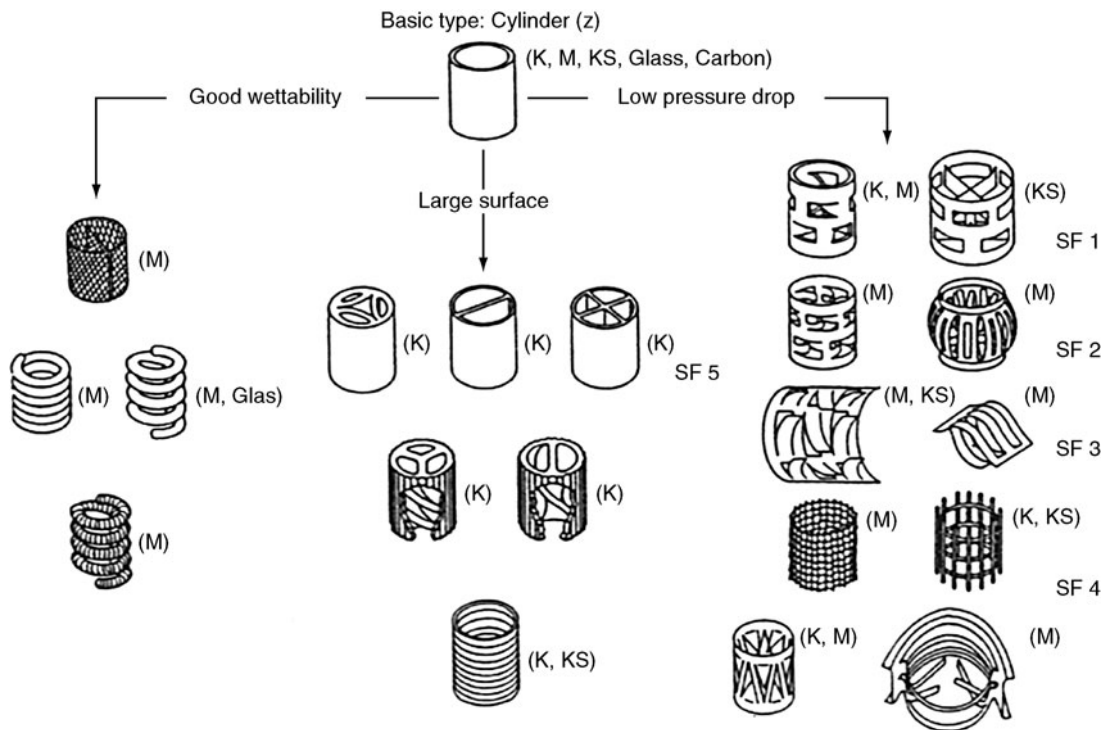 Basic type: Cylinder (z)
(K, M, KS, Glass, Carbon)
Good wettability
Low pressure drop
Large surface
(M)
(M)
(M, Glas)
(M)
(K)
(K)
(K)
SF 5
(K)
(K)
(K, KS)
(K, M)
(KS)
SF 1
(M)
(M)
SF 2
(M, KS)
(M)
SF 3
(M)
(K, KS)
SF 4
(K, M)
(M)